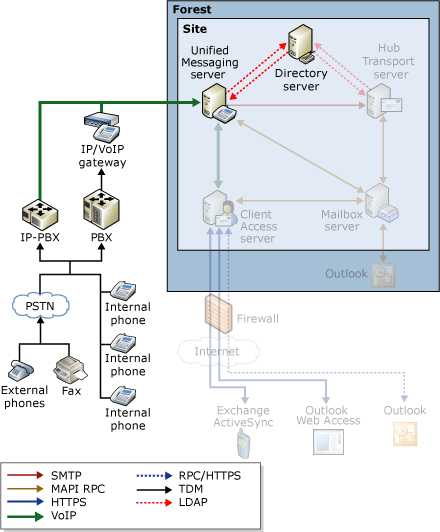 Forest
Site
Unified
Messaging
server
Directory
server
Hub
Transport
server
IP/VoIP
gateway
IP-PBX
PBX
Client
Access
server
Mailbox
server
Outlook
PSTN
Internal
phone
Internal
phone
Internal
phone
External
phones
Fax
Firewall
Internet
Exchange
ActiveSync
Outlook
Web Access
Outlook
SMTP
MAPI RPC
HTTPS
VoIP
RPC/HTTPS
TDM
LDAP